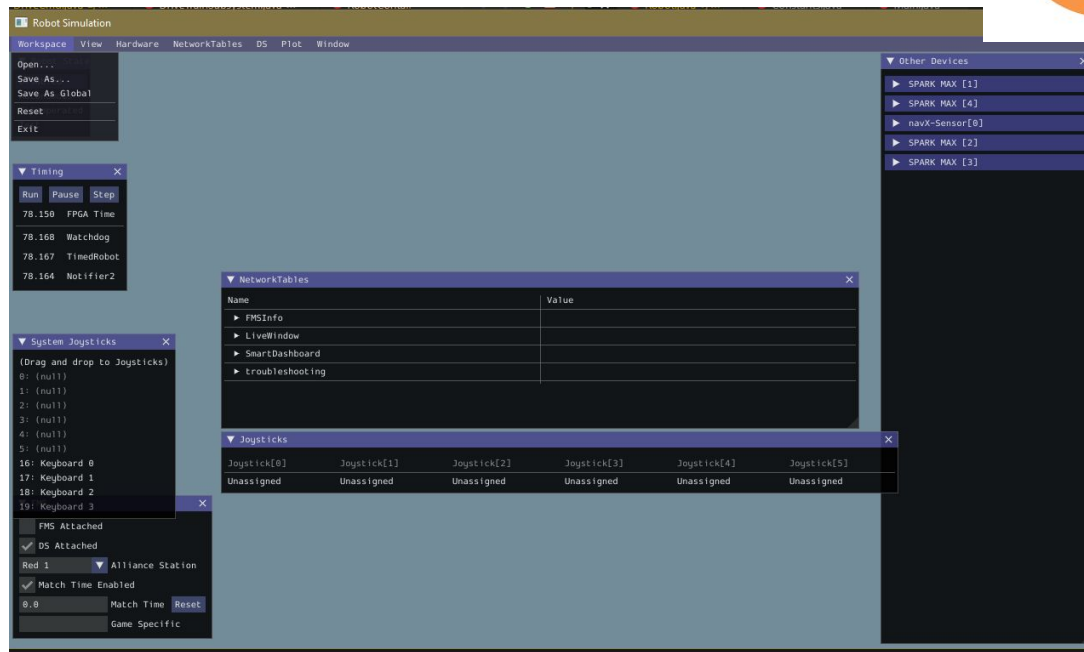 Robot Simulation
Workspace View Hardware NetworkTables DS Plot Window
Open...
Save As...
Save As Global
Reset
Exit
Timing
Run Pause Step
78.150 FPGA Time
78.168 Watchdog
78.167 TimedRobot
78.164 Notifier2
System Joysticks
(Drag and drop to Joysticks)
0: (null)
1: (null)
2: (null)
3: (null)
4: (null)
5: (null)
16: Keyboard 0
17: Keyboard 1
18: Keyboard 2
19: Keyboard 3
FMS Attached
DS Attached
Red 1 Alliance Station
Match Time Enabled
0.0 Match Time Reset
Game Specific
NetworkTables
Name Value
FMSInfo
LiveWindow
SmartDashboard
troubleshooting
Joysticks
Joystick[0] Joystick[1] Joystick[2] Joystick[3] Joystick[4] Joystick[5]
Unassigned Unassigned Unassigned Unassigned Unassigned Unassigned
Other Devices
SPARK MAX [1]
SPARK MAX [4]
navX-Sensor[0]
SPARK MAX [2]
SPARK MAX [3]